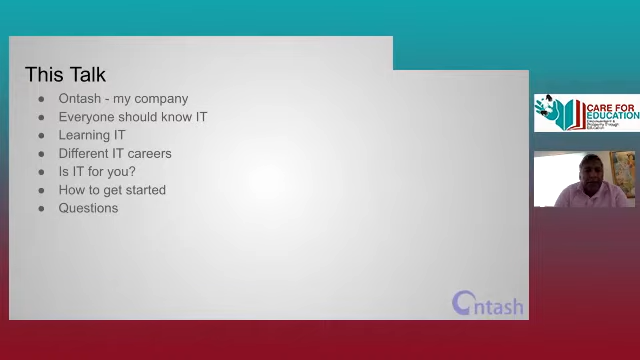 This Talk
● Ontash - my company
● Everyone should know IT
● Learning IT
● Different IT careers
● Is IT for you?
● How to get started
● Questions
Ontash
CARE FOR
EDUCATION
Education